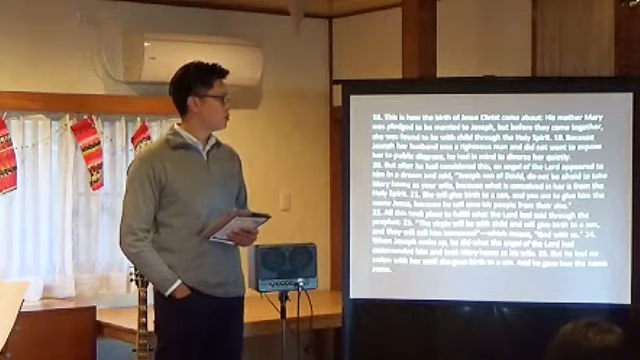 18. This is how the birth of Jesus Christ came about: His mother Mary
was pledged to be married to Joseph, but before they came together,
she was found to be with child through the Holy Spirit. 19. Because
Joseph her husband was a righteous man and did not want to expose
her to public disgrace, he had in mind to divorce her quietly.
20. But after he had considered this, an angel of the Lord appeared to
him in a dream and said, "Joseph son of David, do not be afraid to take
Mary home as your wife, because what is conceived in her is from the
Holy Spirit. 21. She will give birth to a son, and you are to give him the
name Jesus, because he will save his people from their sins."
22. All this took place to fulfill what the Lord had said through the
prophet: 23. "The virgin will be with child and will give birth to a son,
and they will call him Immanuel" --which means, "God with us." 24.
When Joseph woke up, he did what the angel of the Lord had
commanded him and took Mary home as his wife. 25. But he had no
union with her until she gave birth to a son. And he gave him the name
Jesus.